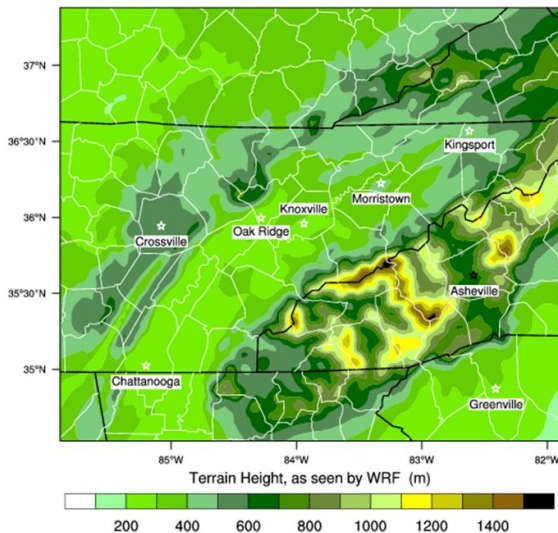 37°N
36°30'N
36°N
35°30'N
35°N
Kingsport
Morristown
Knoxville
Oak Ridge
Crossville
Asheville
Chattanooga
Greenville
85°W 84°W 83°W 82°W
Terrain Height, as seen by WRF (m)
200 400 600 800 1000 1200 1400